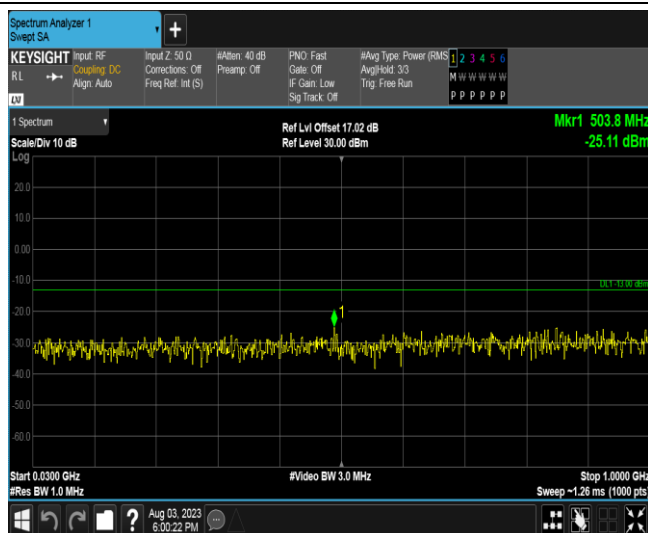 Spectrum Analyzer 1
Swept SA
+
KEYSIGHT
RL
LXI
Input: RF
Coupling: DC
Align: Auto
Input Z: 50 Ω
Corrections: Off
Freq Ref: Int (S)
#Atten: 40 dB
Preamp: Off
PNO: Fast
Gate: Off
IF Gain: Low
Sig Track: Off
#Avg Type: Power (RMS
Avg|Hold: 3/3
Trig: Free Run
1 2 3 4 5 6
M W W W W W
P P P P P P
1 Spectrum
Scale/Div 10 dB
Log
Ref Lvl Offset 17.02 dB
Ref Level 30.00 dBm
Mkr1 503.8 MHz
-25.11 dBm
20.0
10.0
0.00
-10.0
DL1 -13.00 dBm
-20.0
1
-30.0
-40.0
-50.0
-60.0
Start 0.0300 GHz
#Res BW 1.0 MHz
#Video BW 3.0 MHz
Stop 1.0000 GHz
Sweep ~1.26 ms (1000 pts)
?
Aug 03, 2023
6:00:22 PM